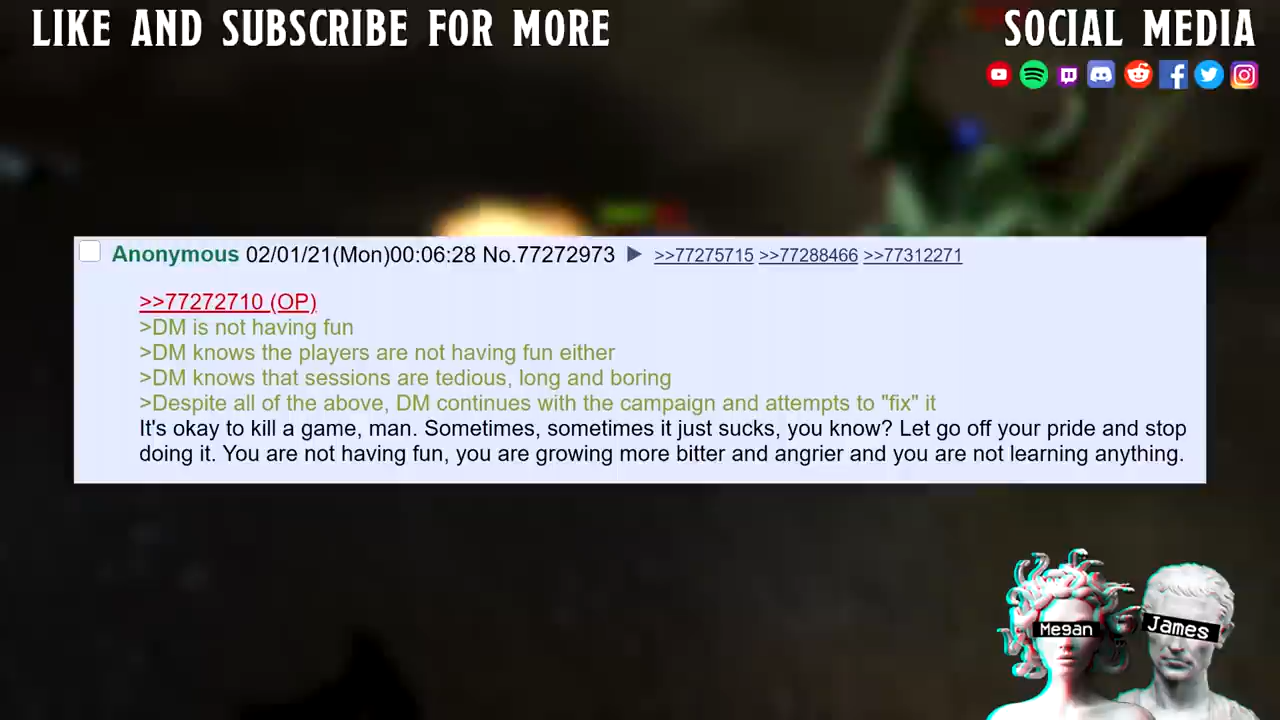 LIKE AND SUBSCRIBE FOR MORE
SOCIAL MEDIA
Anonymous 02/01/21(Mon)00:06:28 No.77272973 ▶ >>77275715 >>77288466 >>77312271
>>77272710 (OP)
>DM is not having fun
>DM knows the players are not having fun either
>DM knows that sessions are tedious, long and boring
>Despite all of the above, DM continues with the campaign and attempts to "fix" it
It's okay to kill a game, man. Sometimes, sometimes it just sucks, you know? Let go off your pride and stop
doing it. You are not having fun, you are growing more bitter and angrier and you are not learning anything.
Megan
James